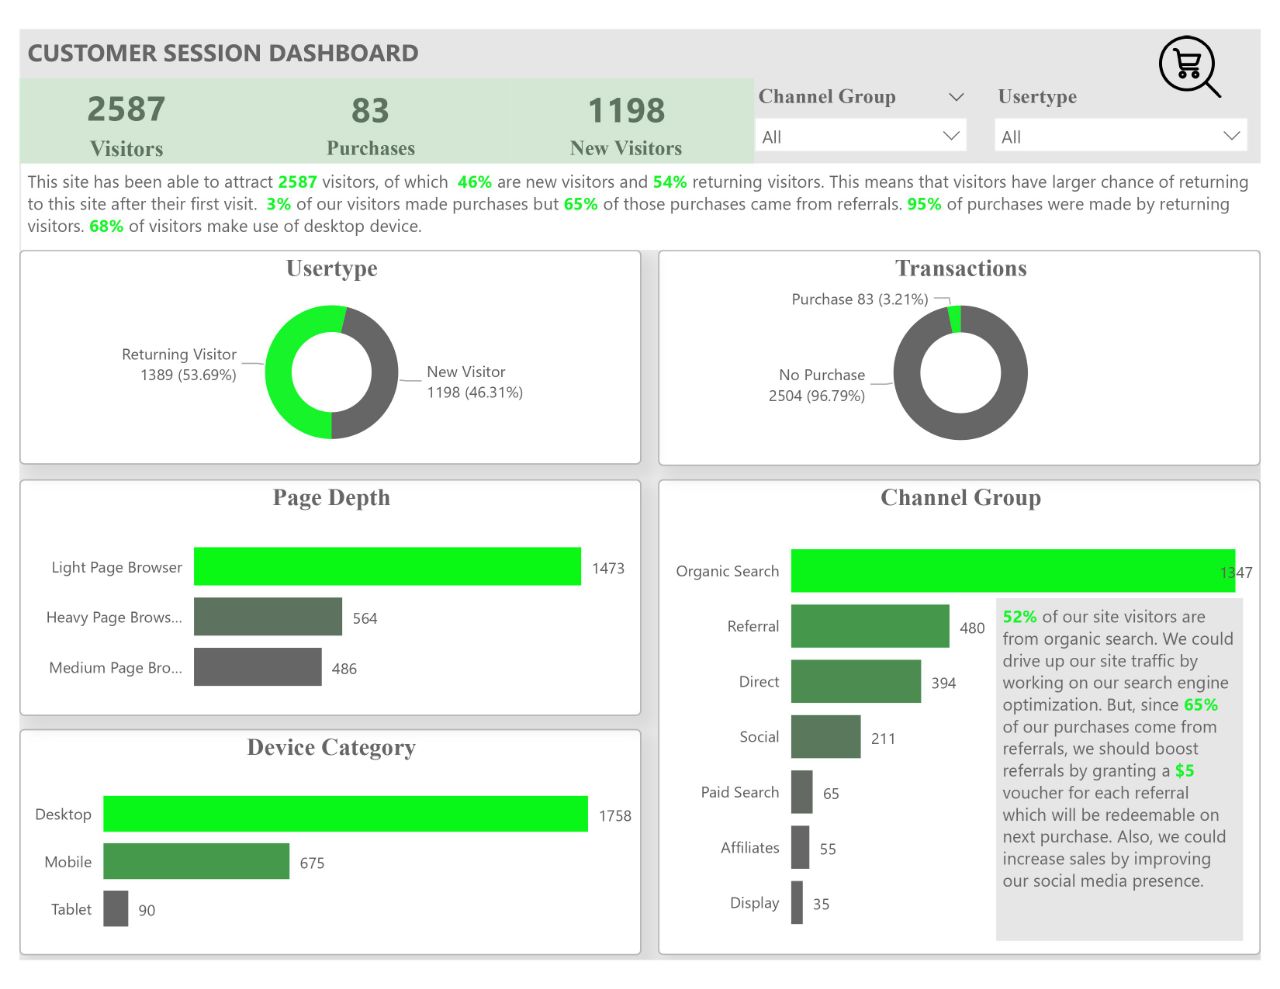 CUSTOMER SESSION DASHBOARD
2587
Visitors
83
Purchases
1198
New Visitors
Channel Group
All
Usertype
All
This site has been able to attract 2587 visitors, of which 46% are new visitors and 54% returning visitors. This means that visitors have larger chance of returning
to this site after their first visit. 3% of our visitors made purchases but 65% of those purchases came from referrals. 95% of purchases were made by returning
visitors. 68% of visitors make use of desktop device.
Usertype
Returning Visitor
1389 (53.69%)
New Visitor
1198 (46.31%)
Transactions
Purchase 83 (3.21%)
No Purchase
2504 (96.79%)
Page Depth
Light Page Browser 1473
Heavy Page Brows... 564
Medium Page Bro... 486
Device Category
Desktop 1758
Mobile 675
Tablet 90
Channel Group
Organic Search 1347
Referral 480
Direct 394
Social 211
Paid Search 65
Affiliates 55
Display 35
52% of our site visitors are
from organic search. We could
drive up our site traffic by
working on our search engine
optimization. But, since 65%
of our purchases come from
referrals, we should boost
referrals by granting a $5
voucher for each referral
which will be redeemable on
next purchase. Also, we could
increase sales by improving
our social media presence.